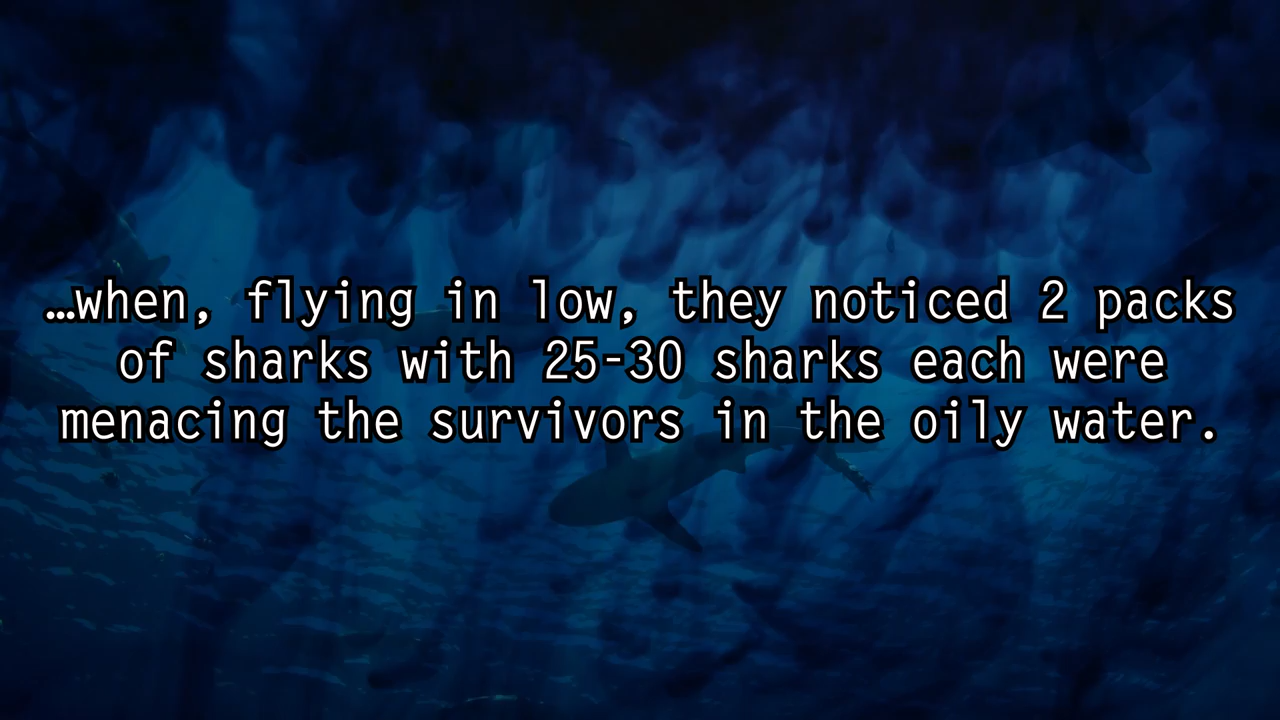 …when, flying in low, they noticed 2 packs
of sharks with 25-30 sharks each were
menacing the survivors in the oily water.